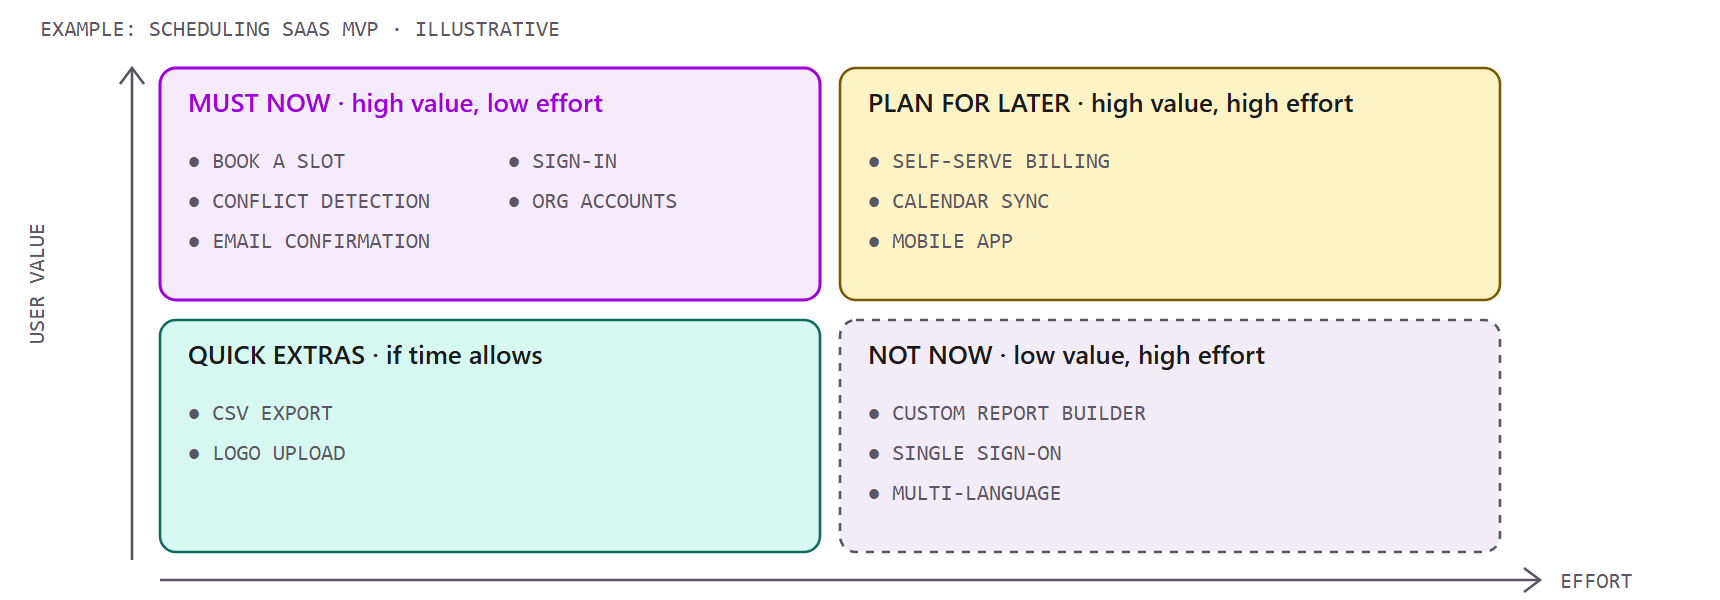 EXAMPLE: SCHEDULING SAAS MVP · ILLUSTRATIVE
USER VALUE
MUST NOW · high value, low effort
● BOOK A SLOT
● CONFLICT DETECTION
● EMAIL CONFIRMATION
● SIGN-IN
● ORG ACCOUNTS
PLAN FOR LATER · high value, high effort
● SELF-SERVE BILLING
● CALENDAR SYNC
● MOBILE APP
QUICK EXTRAS · if time allows
● CSV EXPORT
● LOGO UPLOAD
NOT NOW · low value, high effort
● CUSTOM REPORT BUILDER
● SINGLE SIGN-ON
● MULTI-LANGUAGE
EFFORT